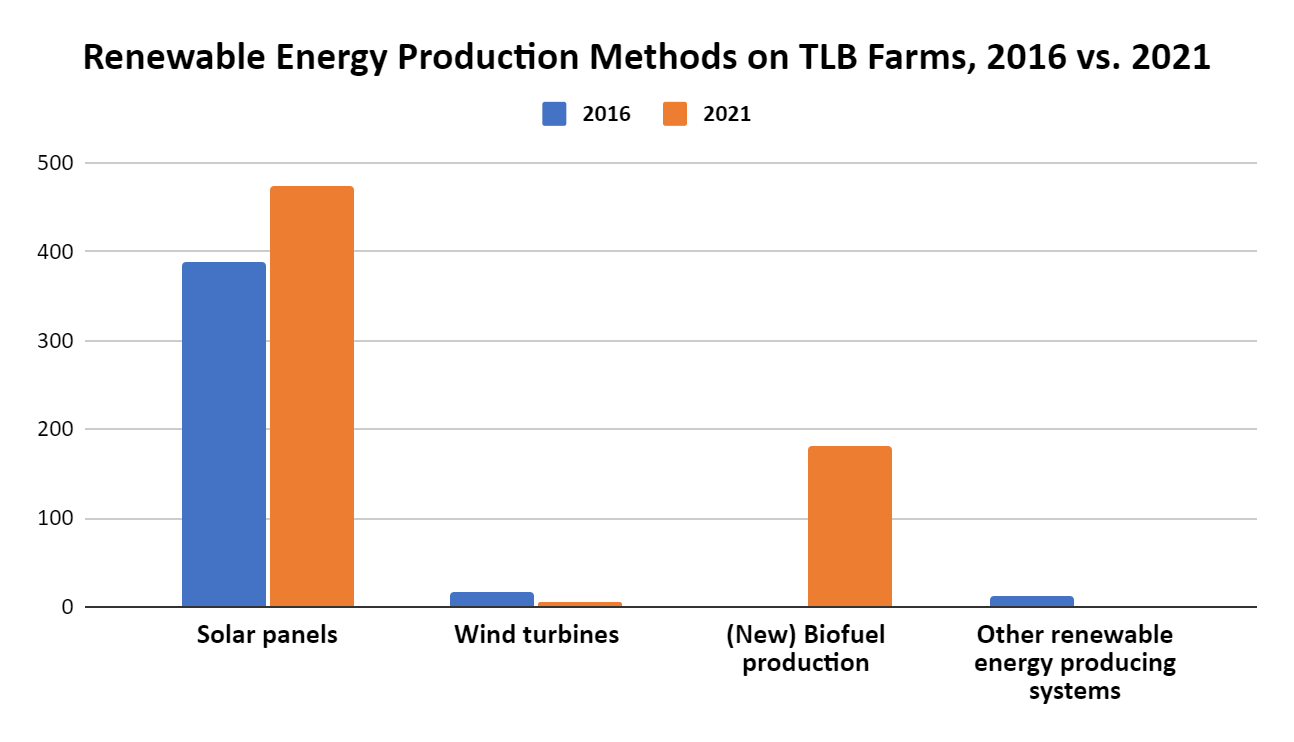 Renewable Energy Production Methods on TLB Farms, 2016 vs. 2021
2016 2021
500
400
300
200
100
0
Solar panels
Wind turbines
(New) Biofuel
production
Other renewable
energy producing
systems